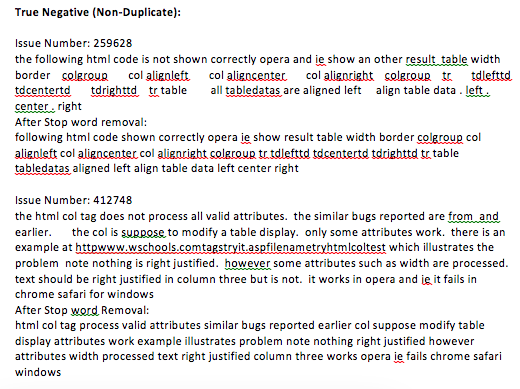 True Negative (Non-Duplicate):
Issue Number: 259628
the following html code is not shown correctly opera and ie show an other result table width
border colgroup col alignleft col aligncenter col alignright colgroup tr tdlefttd
tdcentertd tdrighttd tr table all tabledatas are aligned left align table data . left .
center . right
After Stop word removal:
following html code shown correctly opera ie show result table width border colgroup col
alignleft col aligncenter col alignright colgroup tr tdlefttd tdcentertd tdrighttd tr table
tabledatas aligned left align table data left center right
Issue Number: 412748
the html col tag does not process all valid attributes. the similar bugs reported are from and
earlier. the col is suppose to modify a table display. only some attributes work. there is an
example at httpwww.wschools.comtagstryit.aspfilenametryhtmlcoltest which illustrates the
problem note nothing is right justified. however some attributes such as width are processed.
text should be right justified in column three but is not. it works in opera and ie it fails in
chrome safari for windows
After Stop word Removal:
html col tag process valid attributes similar bugs reported earlier col suppose modify table
display attributes work example illustrates problem note nothing right justified however
attributes width processed text right justified column three works opera ie fails chrome safari
windows